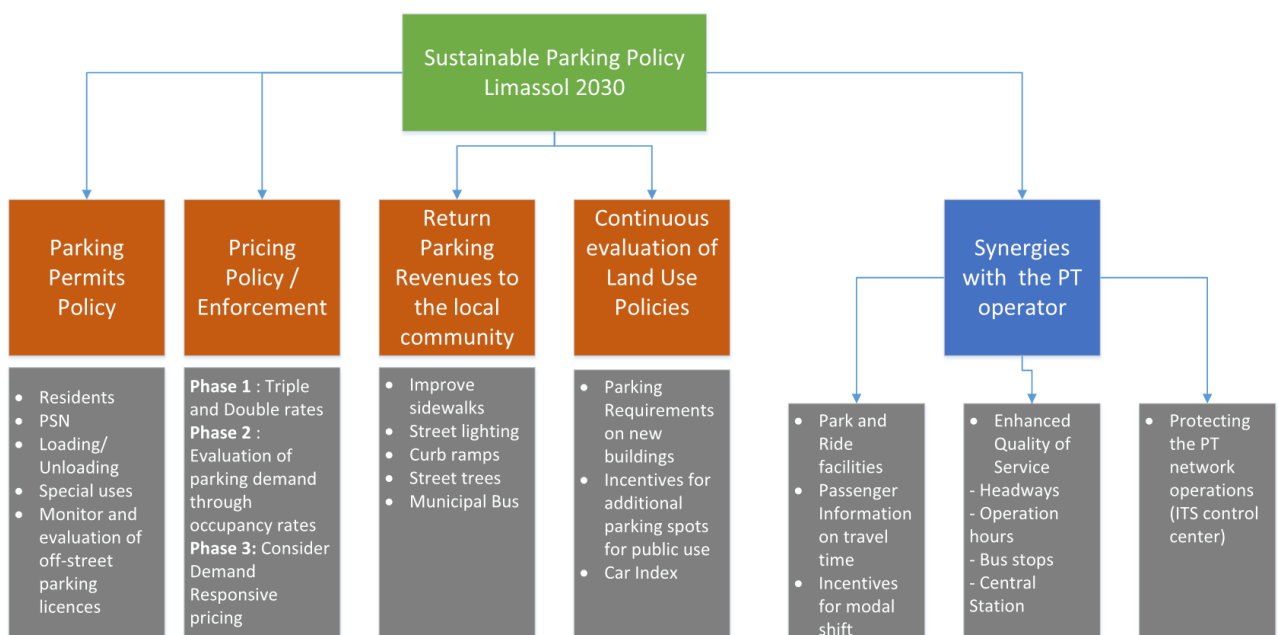 Sustainable Parking Policy
Limassol 2030
Parking
Permits
Policy
Pricing
Policy /
Enforcement
Return
Parking
Revenues to
the local
community
Continuous
evaluation of
Land Use
Policies
Synergies
with the PT
operator
• Residents
• PSN
• Loading/
Unloading
• Special uses
• Monitor and
evaluation of
off-street
parking
licences
Phase 1 : Triple
and Double rates
Phase 2 :
Evaluation of
parking demand
through
occupancy rates
Phase 3: Consider
Demand
Responsive
pricing
• Improve
sidewalks
• Street lighting
• Curb ramps
• Street trees
• Municipal Bus
• Parking
Requirements
on new
buildings
• Incentives for
additional
parking spots
for public use
• Car Index
• Park and
Ride
facilities
• Passenger
Information
on travel
time
• Incentives
for modal
shift
• Enhanced
Quality of
Service
- Headways
- Operation
hours
- Bus stops
- Central
Station
• Protecting
the PT
network
operations
(ITS control
center)